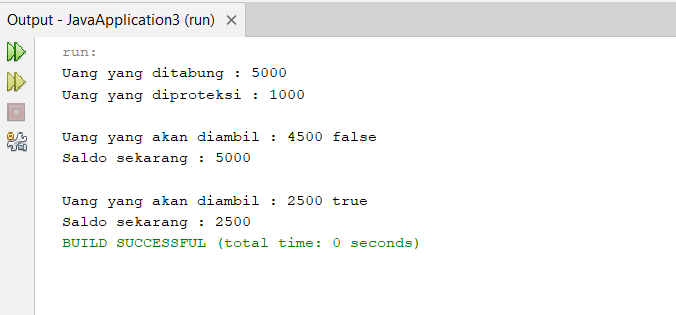 Output - JavaApplication3 (run) ×
run:
Uang yang ditabung : 5000
Uang yang diproteksi : 1000
Uang yang akan diambil : 4500 false
Saldo sekarang : 5000
Uang yang akan diambil : 2500 true
Saldo sekarang : 2500
BUILD SUCCESSFUL (total time: 0 seconds)